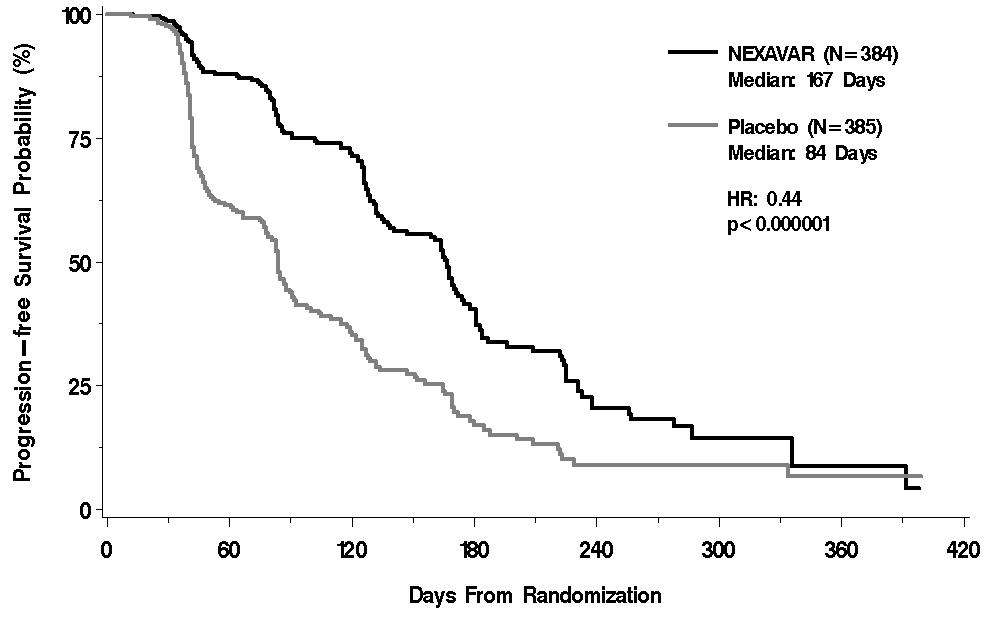 100
75
50
25
0
Progression-free Survival Probability (%)
NEXAVAR (N=384)
Median: 167 Days
Placebo (N=385)
Median: 84 Days
HR: 0.44
p<0.000001
0 60 120 180 240 300 360 420
Days From Randomization